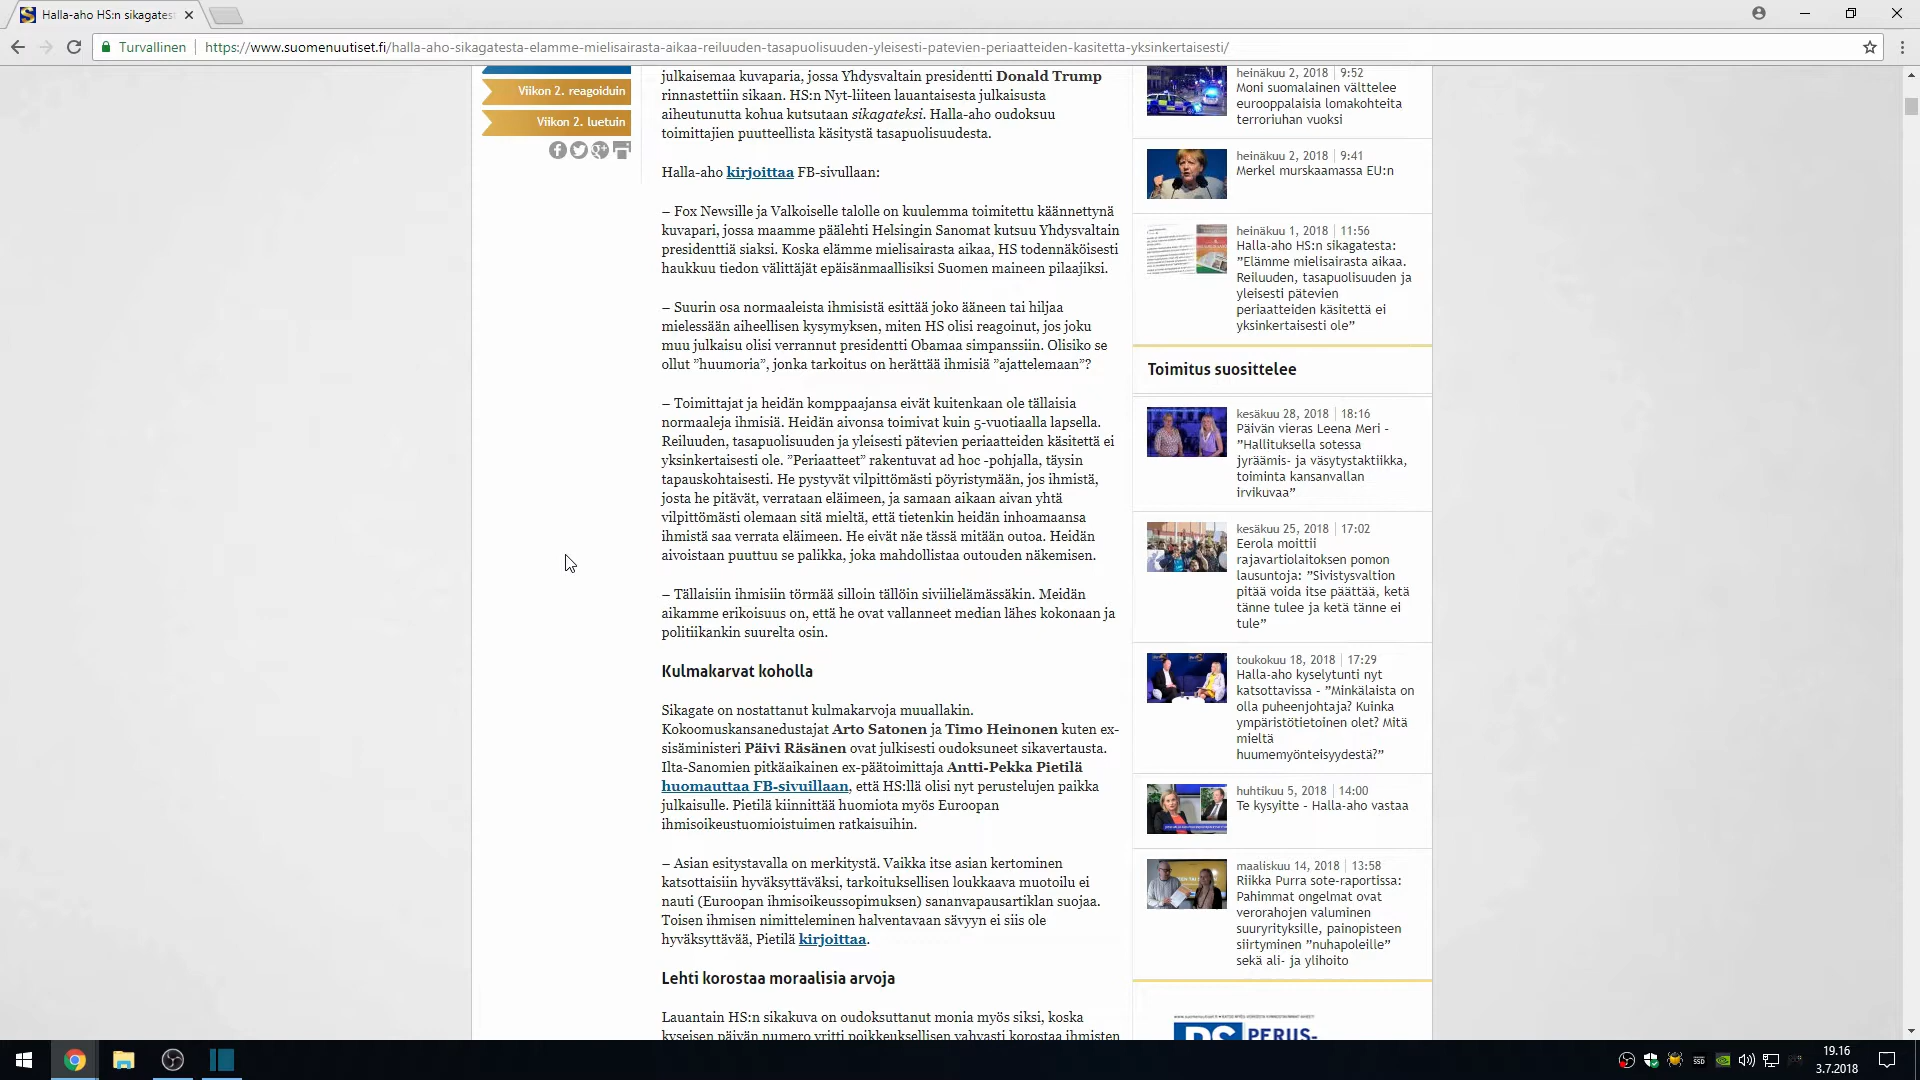 Halla-aho HS:n sikagates
Turvallinen
https://www.suomenuutiset.fi/halla-aho-sikagatesta-elamme-mielisairasta-aikaa-reiluuden-tasapuolisuuden-yleisesti-patevien-periaatteiden-kasitetta-yksinkertaisesti/
Viikon 2. reagoiduin
Viikon 2. luetuin
julkaisemaa kuvaparia, jossa Yhdysvaltain presidentti Donald Trump
rinnastettiin sikaan. HS:n Nyt-liiteen lauantaisesta julkaisusta
aiheutunutta kohua kutsutaan sikagateksi. Halla-aho oudoksuu
toimittajien puutteellista käsitystä tasapuolisuudesta.
Halla-aho kirjoittaa FB-sivullaan:
– Fox Newsille ja Valkoiselle talolle on kuulemma toimitettu käännettynä
kuvapari, jossa maamme päälehti Helsingin Sanomat kutsuu Yhdysvaltain
presidenttiä siaksi. Koska elämme mielisairasta aikaa, HS todennäköisesti
haukkuu tiedon välittäjät epäisänmaallisiksi Suomen maineen pilaajiksi.
– Suurin osa normaaleista ihmisistä esittää joko ääneen tai hiljaa
mielessään aiheellisen kysymyksen, miten HS olisi reagoinut, jos joku
muu julkaisu olisi verrannut presidentti Obamaa simpanssiin. Olisiko se
ollut ”huumoria”, jonka tarkoitus on herättää ihmisiä ”ajattelemaan”?
– Toimittajat ja heidän komppaajansa eivät kuitenkaan ole tällaisia
normaaleja ihmisiä. Heidän aivonsa toimivat kuin 5-vuotiaalla lapsella.
Reiluuden, tasapuolisuuden ja yleisesti pätevien periaatteiden käsitettä ei
yksinkertaisesti ole. ”Periaatteet” rakentuvat ad hoc -pohjalla, täysin
tapauskohtaisesti. He pystyvät vilpittömästi pöyristymään, jos ihmistä,
josta he pitävät, verrataan eläimeen, ja samaan aikaan aivan yhtä
vilpittömästi olemaan sitä mieltä, että tietenkin heidän inhoamaansa
ihmistä saa verrata eläimeen. He eivät näe tässä mitään outoa. Heidän
aivoistaan puuttuu se palikka, joka mahdollistaa outouden näkemisen.
– Tällaisiin ihmisiin törmää silloin tällöin siviilielämässäkin. Meidän
aikamme erikoisuus on, että he ovat vallanneet median lähes kokonaan ja
politiikankin suurelta osin.
Kulmakarvat koholla
Sikagate on nostattanut kulmakarvoja muuallakin.
Kokoomuskansanedustajat Arto Satonen ja Timo Heinonen kuten ex-
sisäministeri Päivi Räsänen ovat julkisesti oudoksuneet sikavertausta.
Ilta-Sanomien pitkäaikainen ex-päätoimittaja Antti-Pekka Pietilä
huomauttaa FB-sivuillaan, että HS:llä olisi nyt perustelujen paikka
julkaisulle. Pietilä kiinnittää huomiota myös Euroopan
ihmisoikeustuomioistuimen ratkaisuihin.
– Asian esitystavalla on merkitystä. Vaikka itse asian kertominen
katsottaisiin hyväksyttäväksi, tarkoituksellisen loukkaava muotoilu ei
nauti (Euroopan ihmisoikeussopimuksen) sananvapausartiklan suojaa.
Toisen ihmisen nimitteleminen halventavaan sävyyn ei siis ole
hyväksyttävää, Pietilä kirjoittaa.
Lehti korostaa moraalisia arvoja
Lauantain HS:n sikakuva on oudoksuttanut monia myös siksi, koska
kyseisen päivän numero yritti poikkeuksellisen vahvasti korostaa ihmisten
heinäkuu 2, 2018 | 9:52
Moni suomalainen välttelee
eurooppalaisia lomakohteita
terroriuhan vuoksi
heinäkuu 2, 2018 | 9:41
Merkel murskaamassa EU:n
heinäkuu 1, 2018 | 11:56
Halla-aho HS:n sikagatesta:
”Elämme mielisairasta aikaa.
Reiluuden, tasapuolisuuden ja
yleisesti pätevien
periaatteiden käsitettä ei
yksinkertaisesti ole”
Toimitus suosittelee
kesäkuu 28, 2018 | 18:16
Päivän vieras Leena Meri -
”Hallituksella sotessa
jyräämis- ja väsytystaktiikka,
toiminta kansanvallan
irvikuvaa”
kesäkuu 25, 2018 | 17:02
Eerola moittii
rajavartiolaitoksen pomon
lausuntoja: ”Sivistysvaltion
pitää voida itse päättää, ketä
tänne tulee ja ketä tänne ei
tule”
toukokuu 18, 2018 | 17:29
Halla-aho kyselytunti nyt
katsottavissa - ”Minkälaista on
olla puheenjohtaja? Kuinka
ympäristötietoinen olet? Mitä
mieltä
huumemyönteisyydestä?”
huhtikuu 5, 2018 | 14:00
Te kysyitte - Halla-aho vastaa
maaliskuu 14, 2018 | 13:58
Riikka Purra sote-raportissa:
Pahimmat ongelmat ovat
verorahojen valuminen
suuryrityksille, painopisteen
siirtyminen ”nuhapoleille”
sekä ali- ja ylihoito
PS PERUS-
19.16
3.7.2018